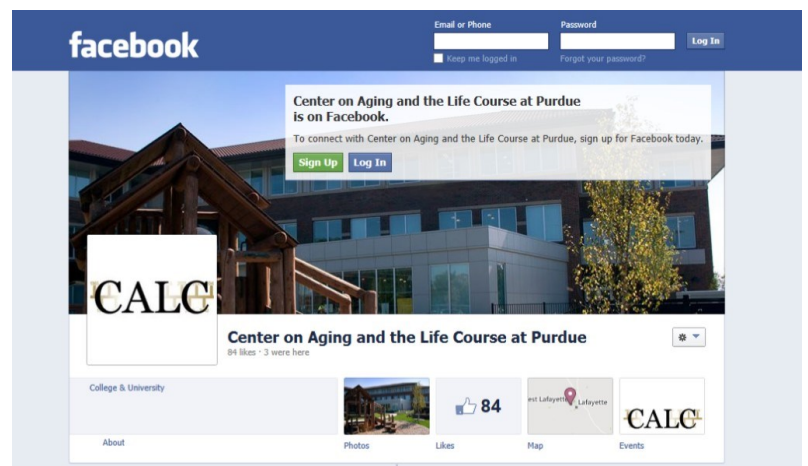 facebook
Email or Phone
Password
Log In
Keep me logged in
Forgot your password?
Center on Aging and the Life Course at Purdue
is on Facebook.
To connect with Center on Aging and the Life Course at Purdue, sign up for Facebook today.
Sign Up
Log In
CALC
Center on Aging and the Life Course at Purdue
84 likes · 3 were here
College & University
About
84
est Lafayette
Lafayette
CALC
Photos
Likes
Map
Events